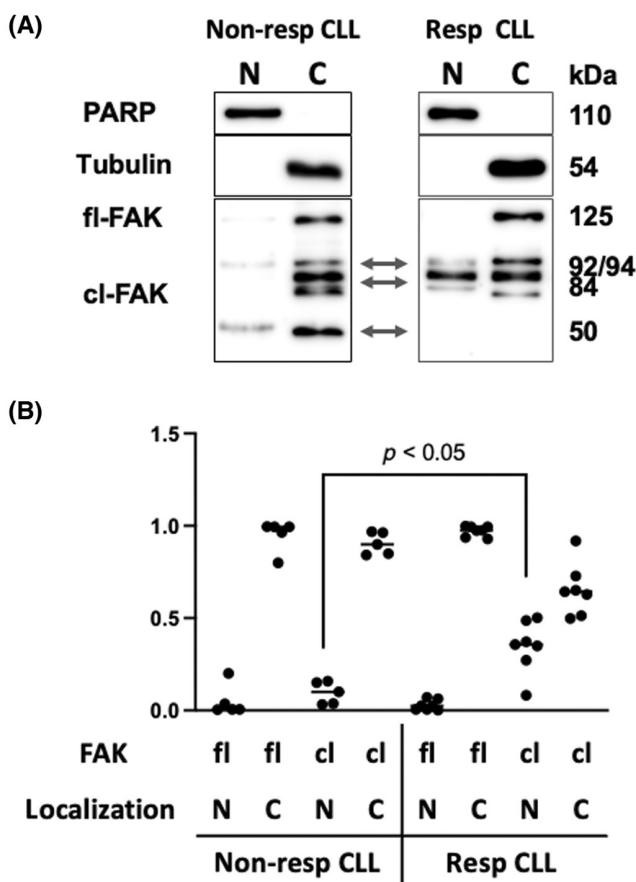 (A)
Non-resp CLL Resp CLL
N C N C kDa
PARP 110
Tubulin 54
fl-FAK 125
92/94
cl-FAK 84
50
(B)
p < 0.05
1.5
1.0
0.5
0.0
FAK fl fl cl cl fl fl cl cl
Localization N C N C N C N C
Non-resp CLL Resp CLL